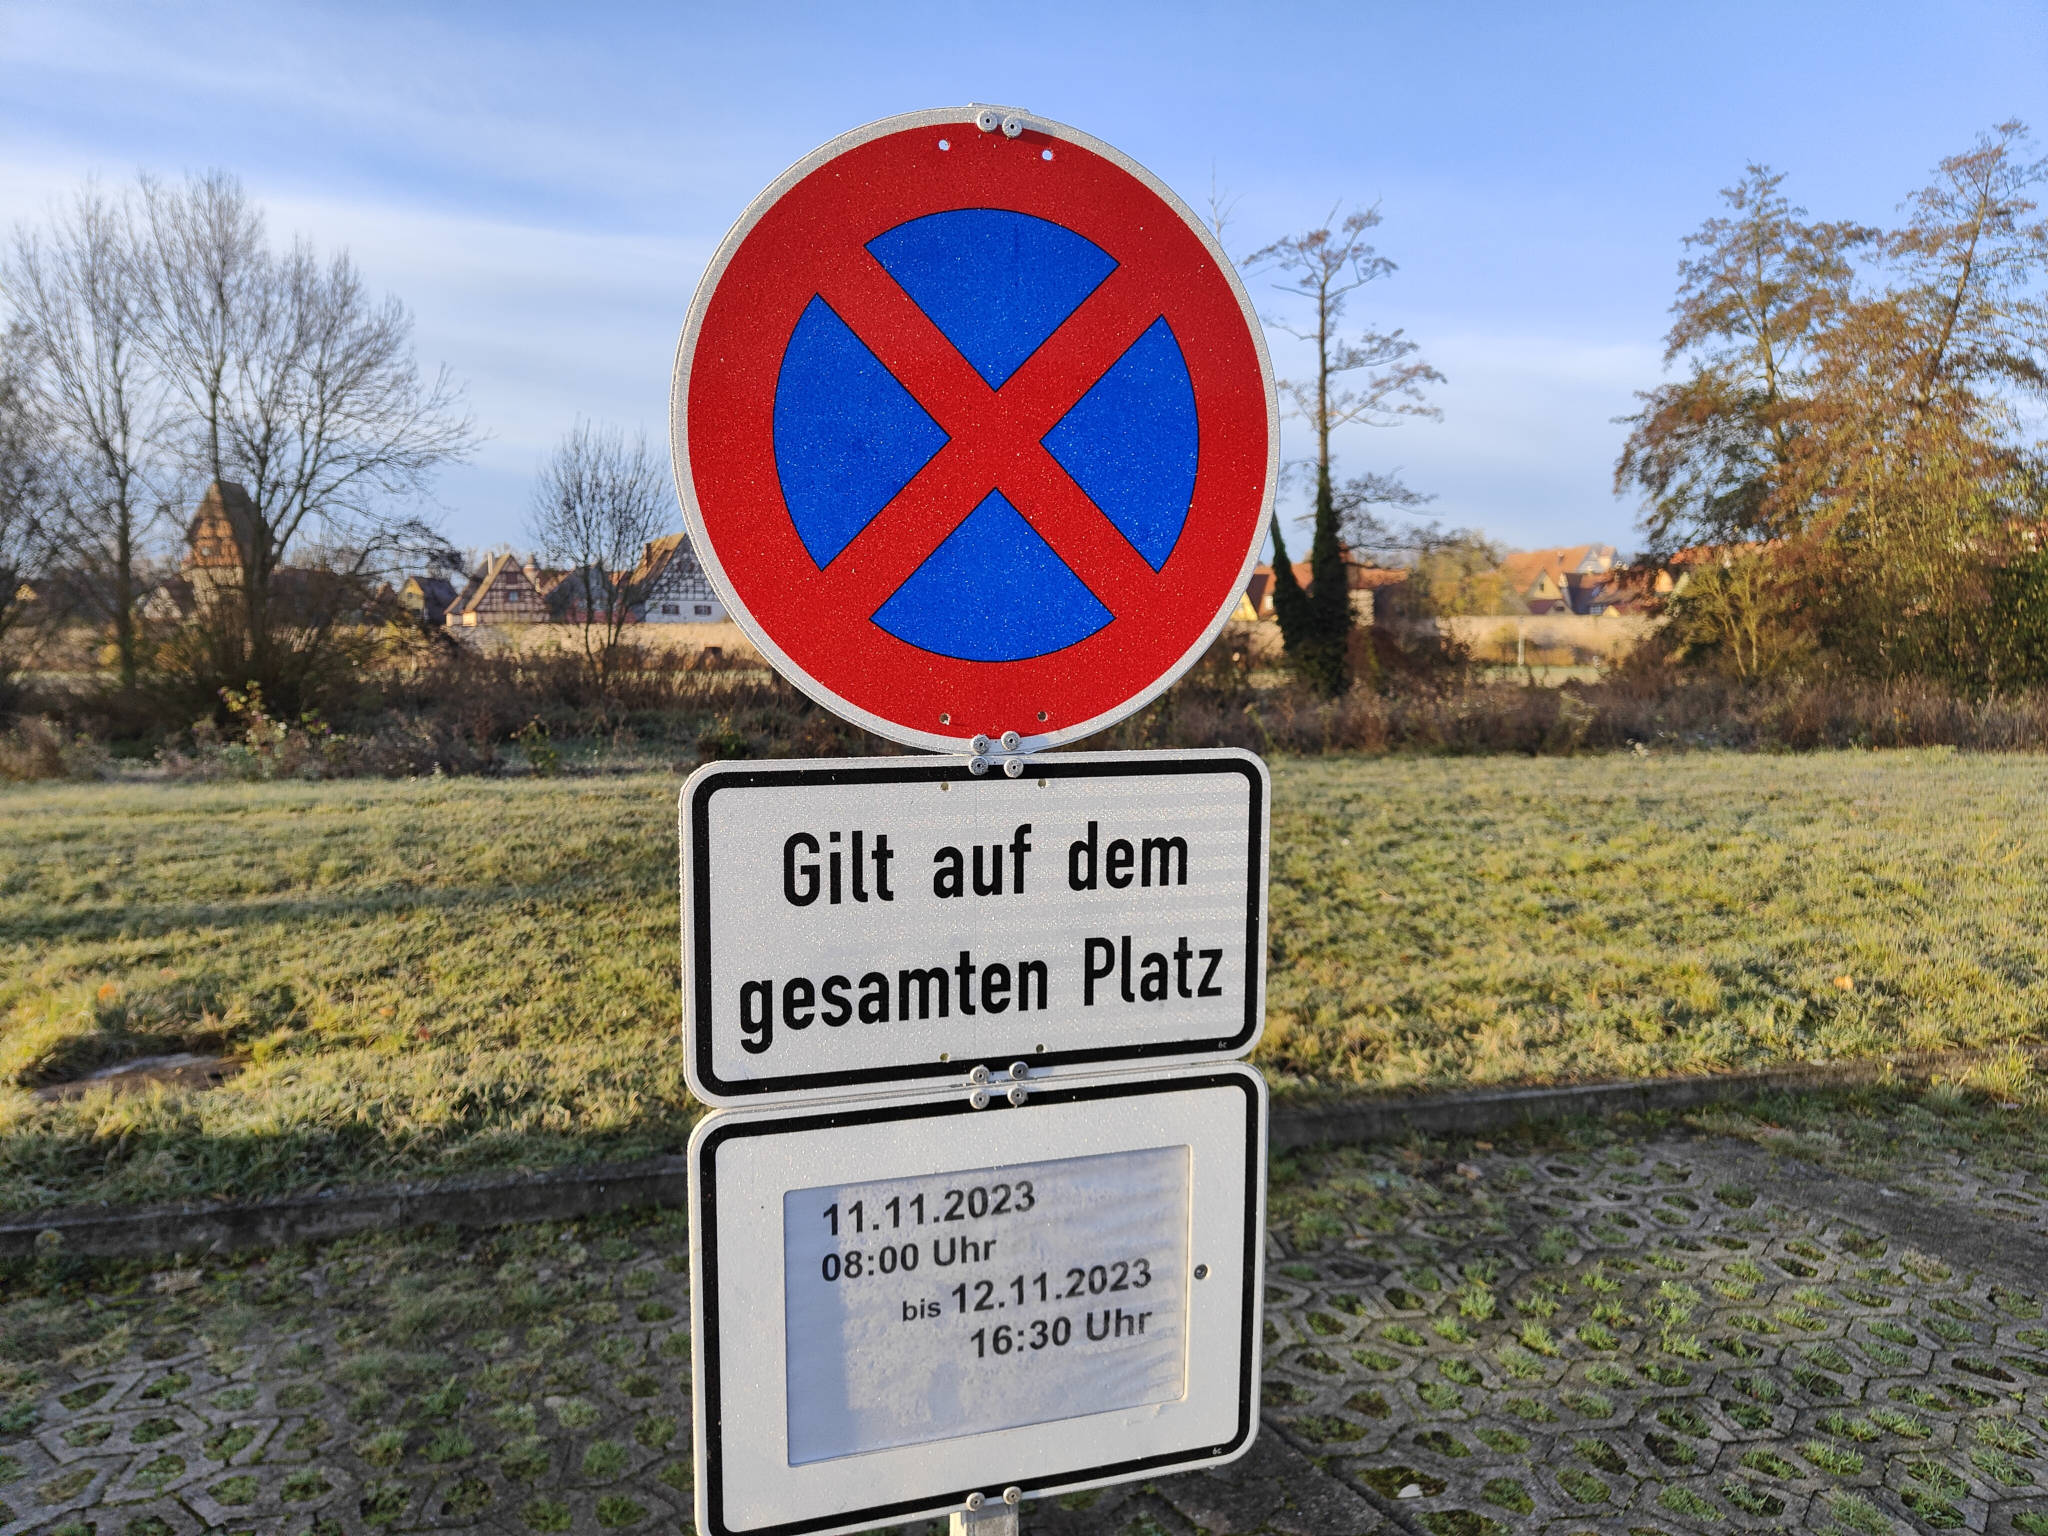 Gilt auf dem
gesamten Platz
11.11.2023
08:00 Uhr
bis 12.11.2023
16:30 Uhr